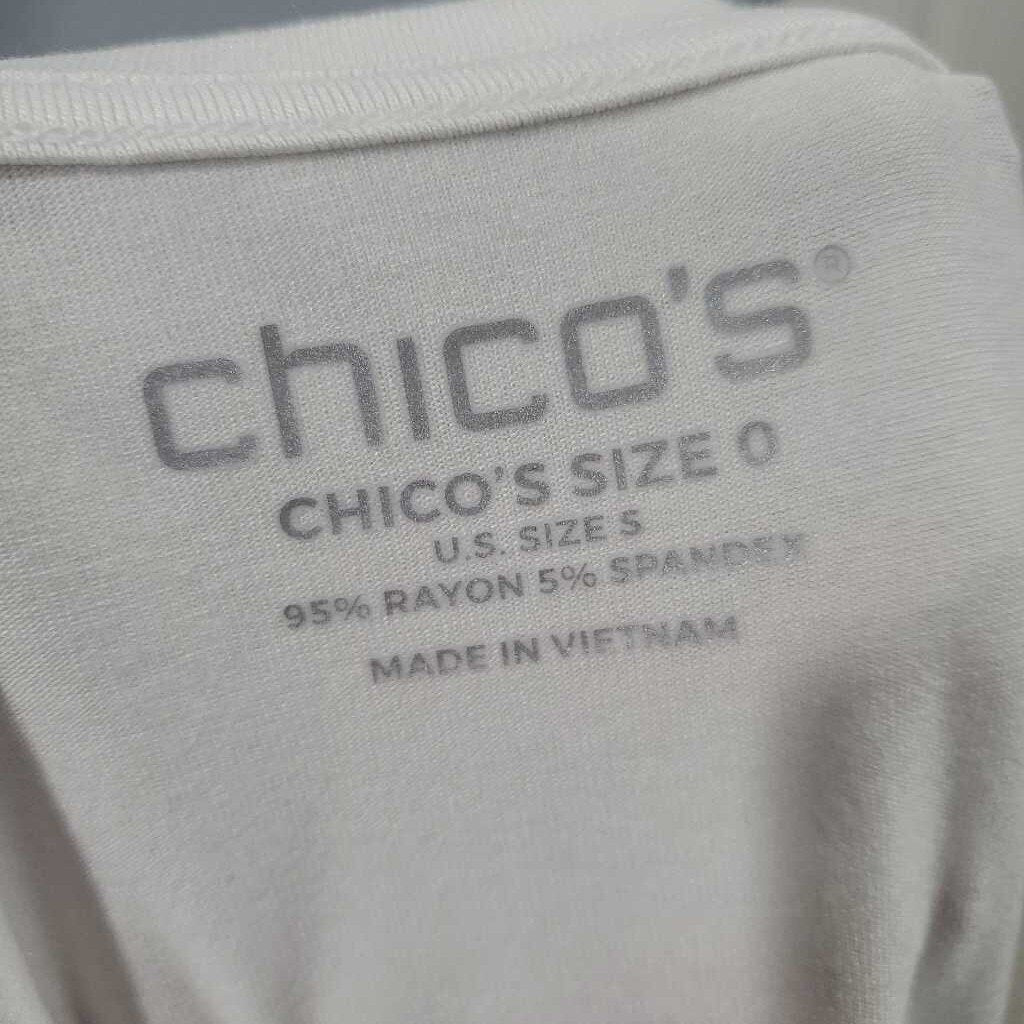 chico's®
CHICO'S SIZE 0
U.S. SIZE S
95% RAYON 5% SPANDEX
MADE IN VIETNAM